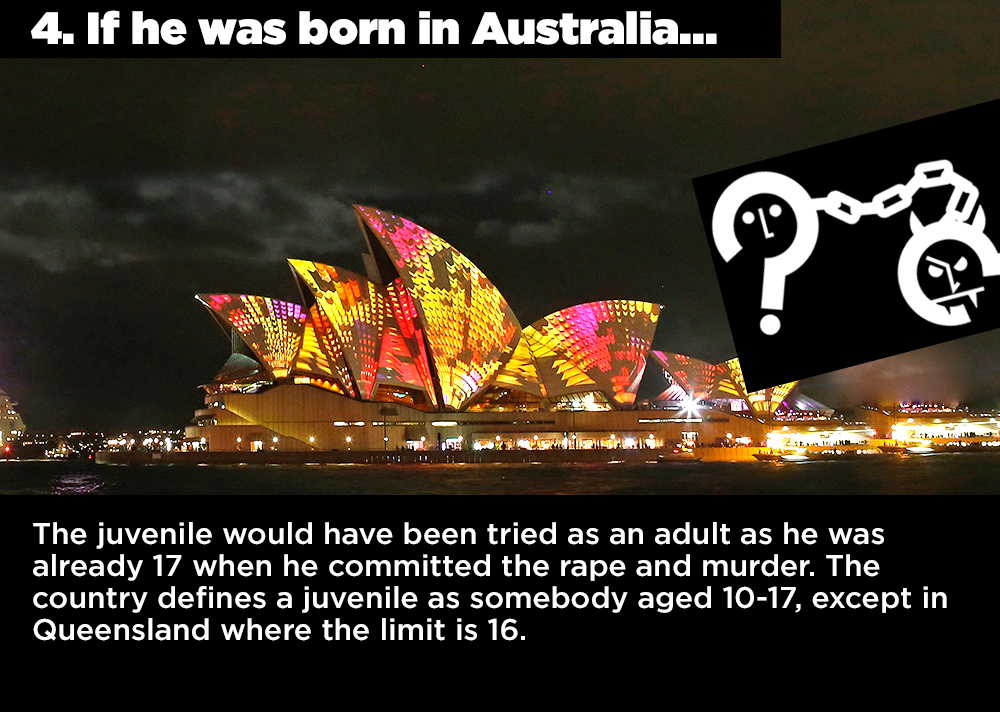 4. If he was born in Australia...
The juvenile would have been tried as an adult as he was
already 17 when he committed the rape and murder. The
country defines a juvenile as somebody aged 10-17, except in
Queensland where the limit is 16.